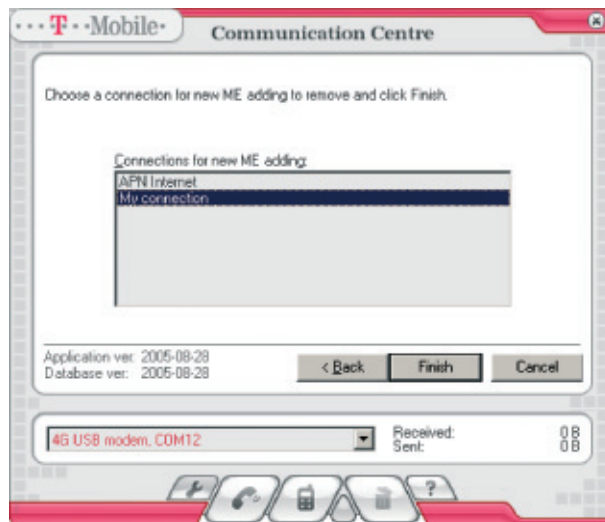 ··· T ··Mobile·
Communication Centre
Choose a connection for new ME adding to remove and click Finish.
Connections for new ME adding:
APN Internet
My connection
Application ver: 2005-08-28
Database ver: 2005-08-28
< Back Finish Cancel
4G USB modem, COM12
Received: 0 B
Sent: 0 B
?